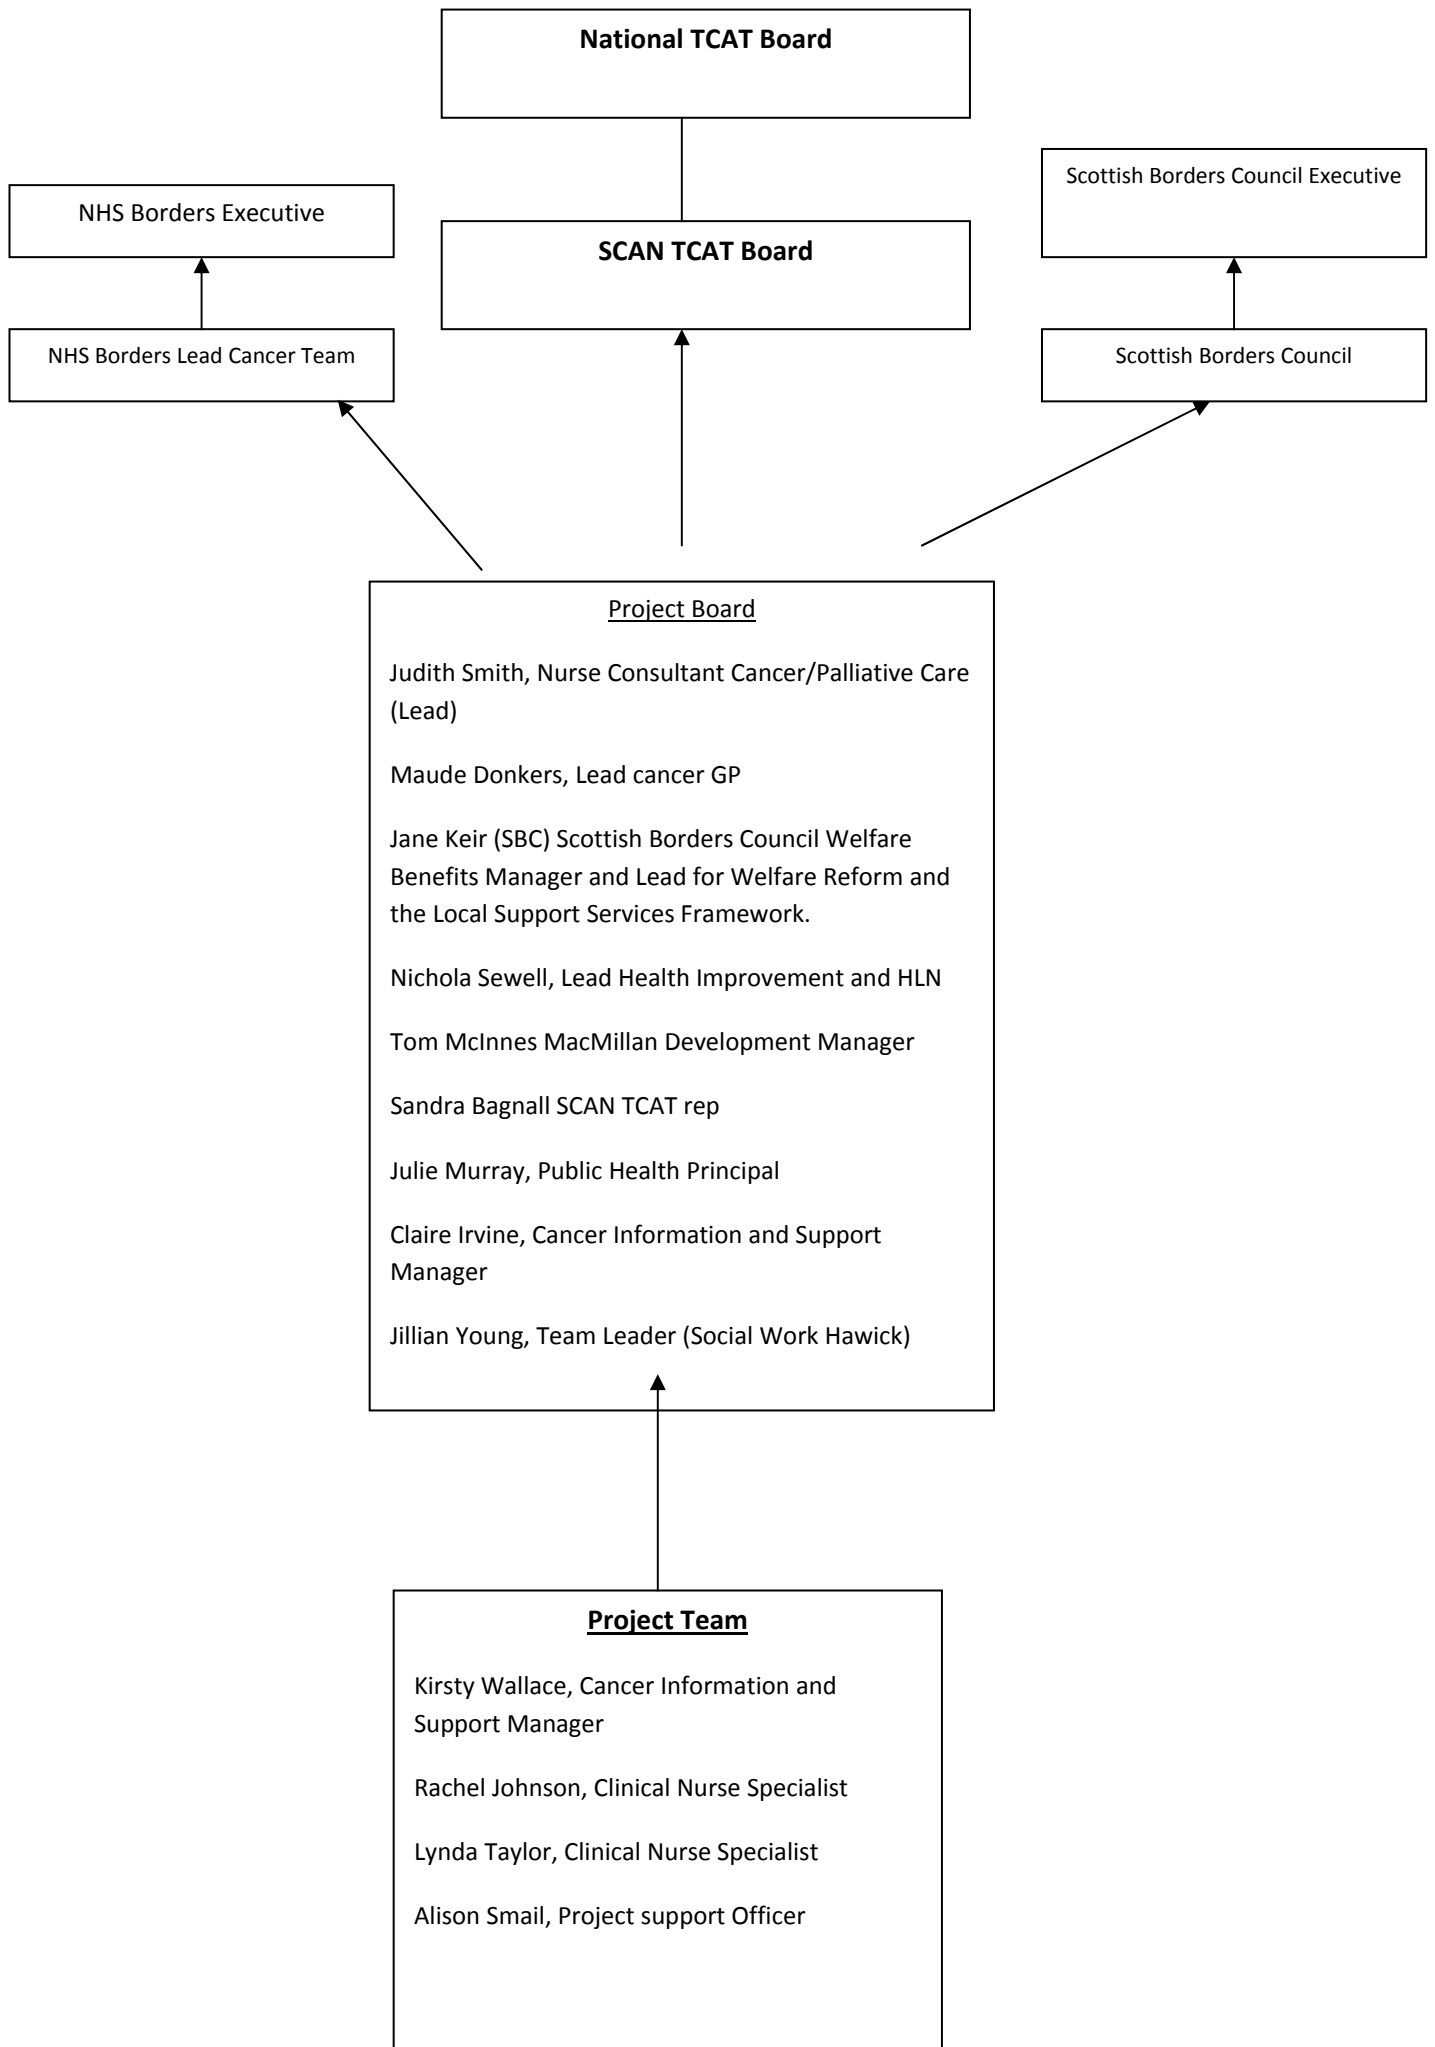 National TCAT Board
Scottish Borders Council Executive
NHS Borders Executive
SCAN TCAT Board
NHS Borders Lead Cancer Team
Scottish Borders Council
Project Board
Judith Smith, Nurse Consultant Cancer/Palliative Care
(Lead)
Maude Donkers, Lead cancer GP
Jane Keir (SBC) Scottish Borders Council Welfare
Benefits Manager and Lead for Welfare Reform and
the Local Support Services Framework.
Nichola Sewell, Lead Health Improvement and HLN
Tom McInnes MacMillan Development Manager
Sandra Bagnall SCAN TCAT rep
Julie Murray, Public Health Principal
Claire Irvine, Cancer Information and Support
Manager
Jillian Young, Team Leader (Social Work Hawick)
Project Team
Kirsty Wallace, Cancer Information and
Support Manager
Rachel Johnson, Clinical Nurse Specialist
Lynda Taylor, Clinical Nurse Specialist
Alison Smail, Project support Officer